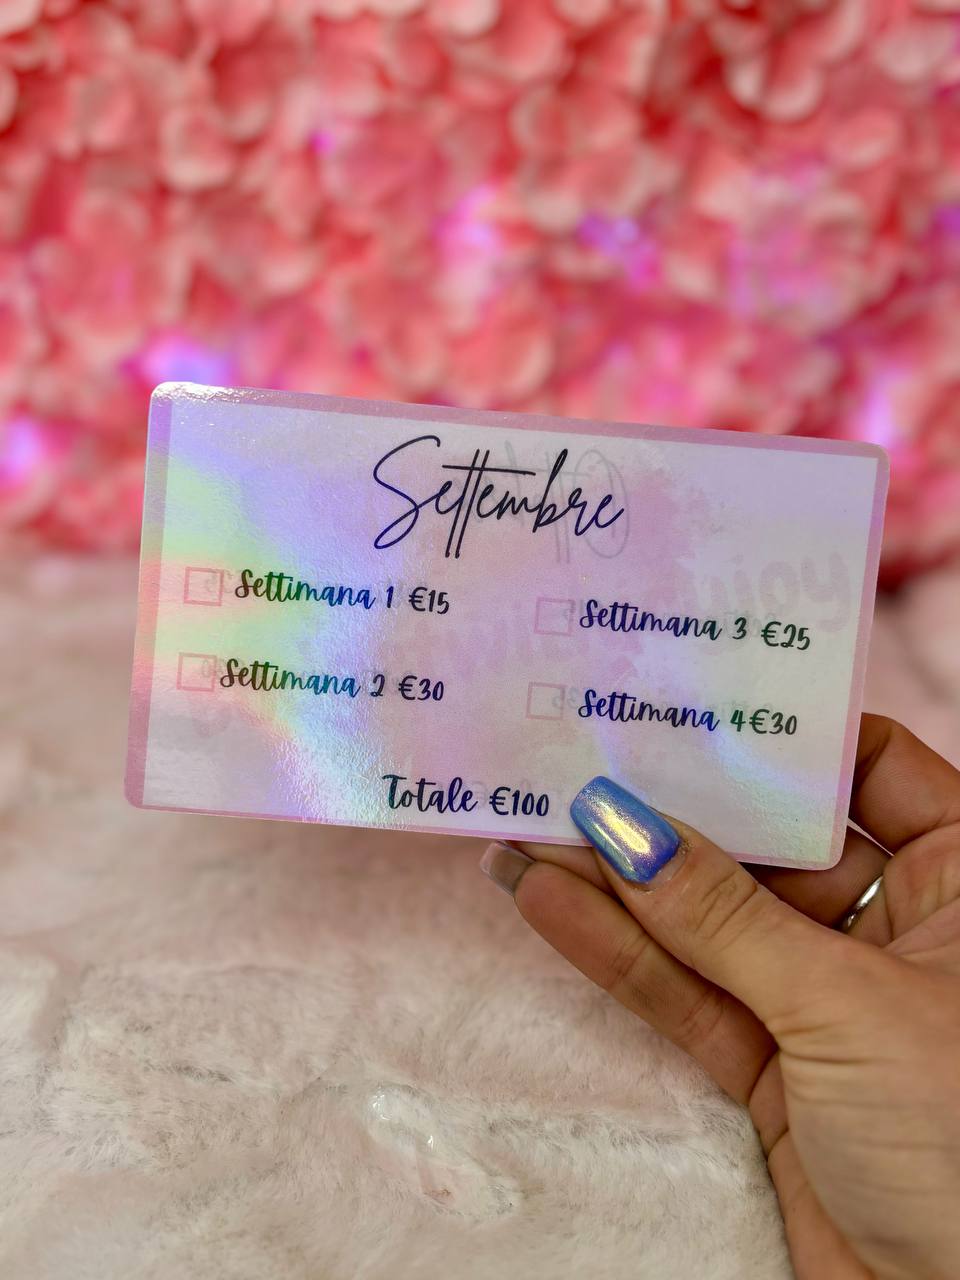 Settembre
Settimana 1 €15
Settimana 2 €30
Settimana 3 €25
Settimana 4 €30
Totale €100